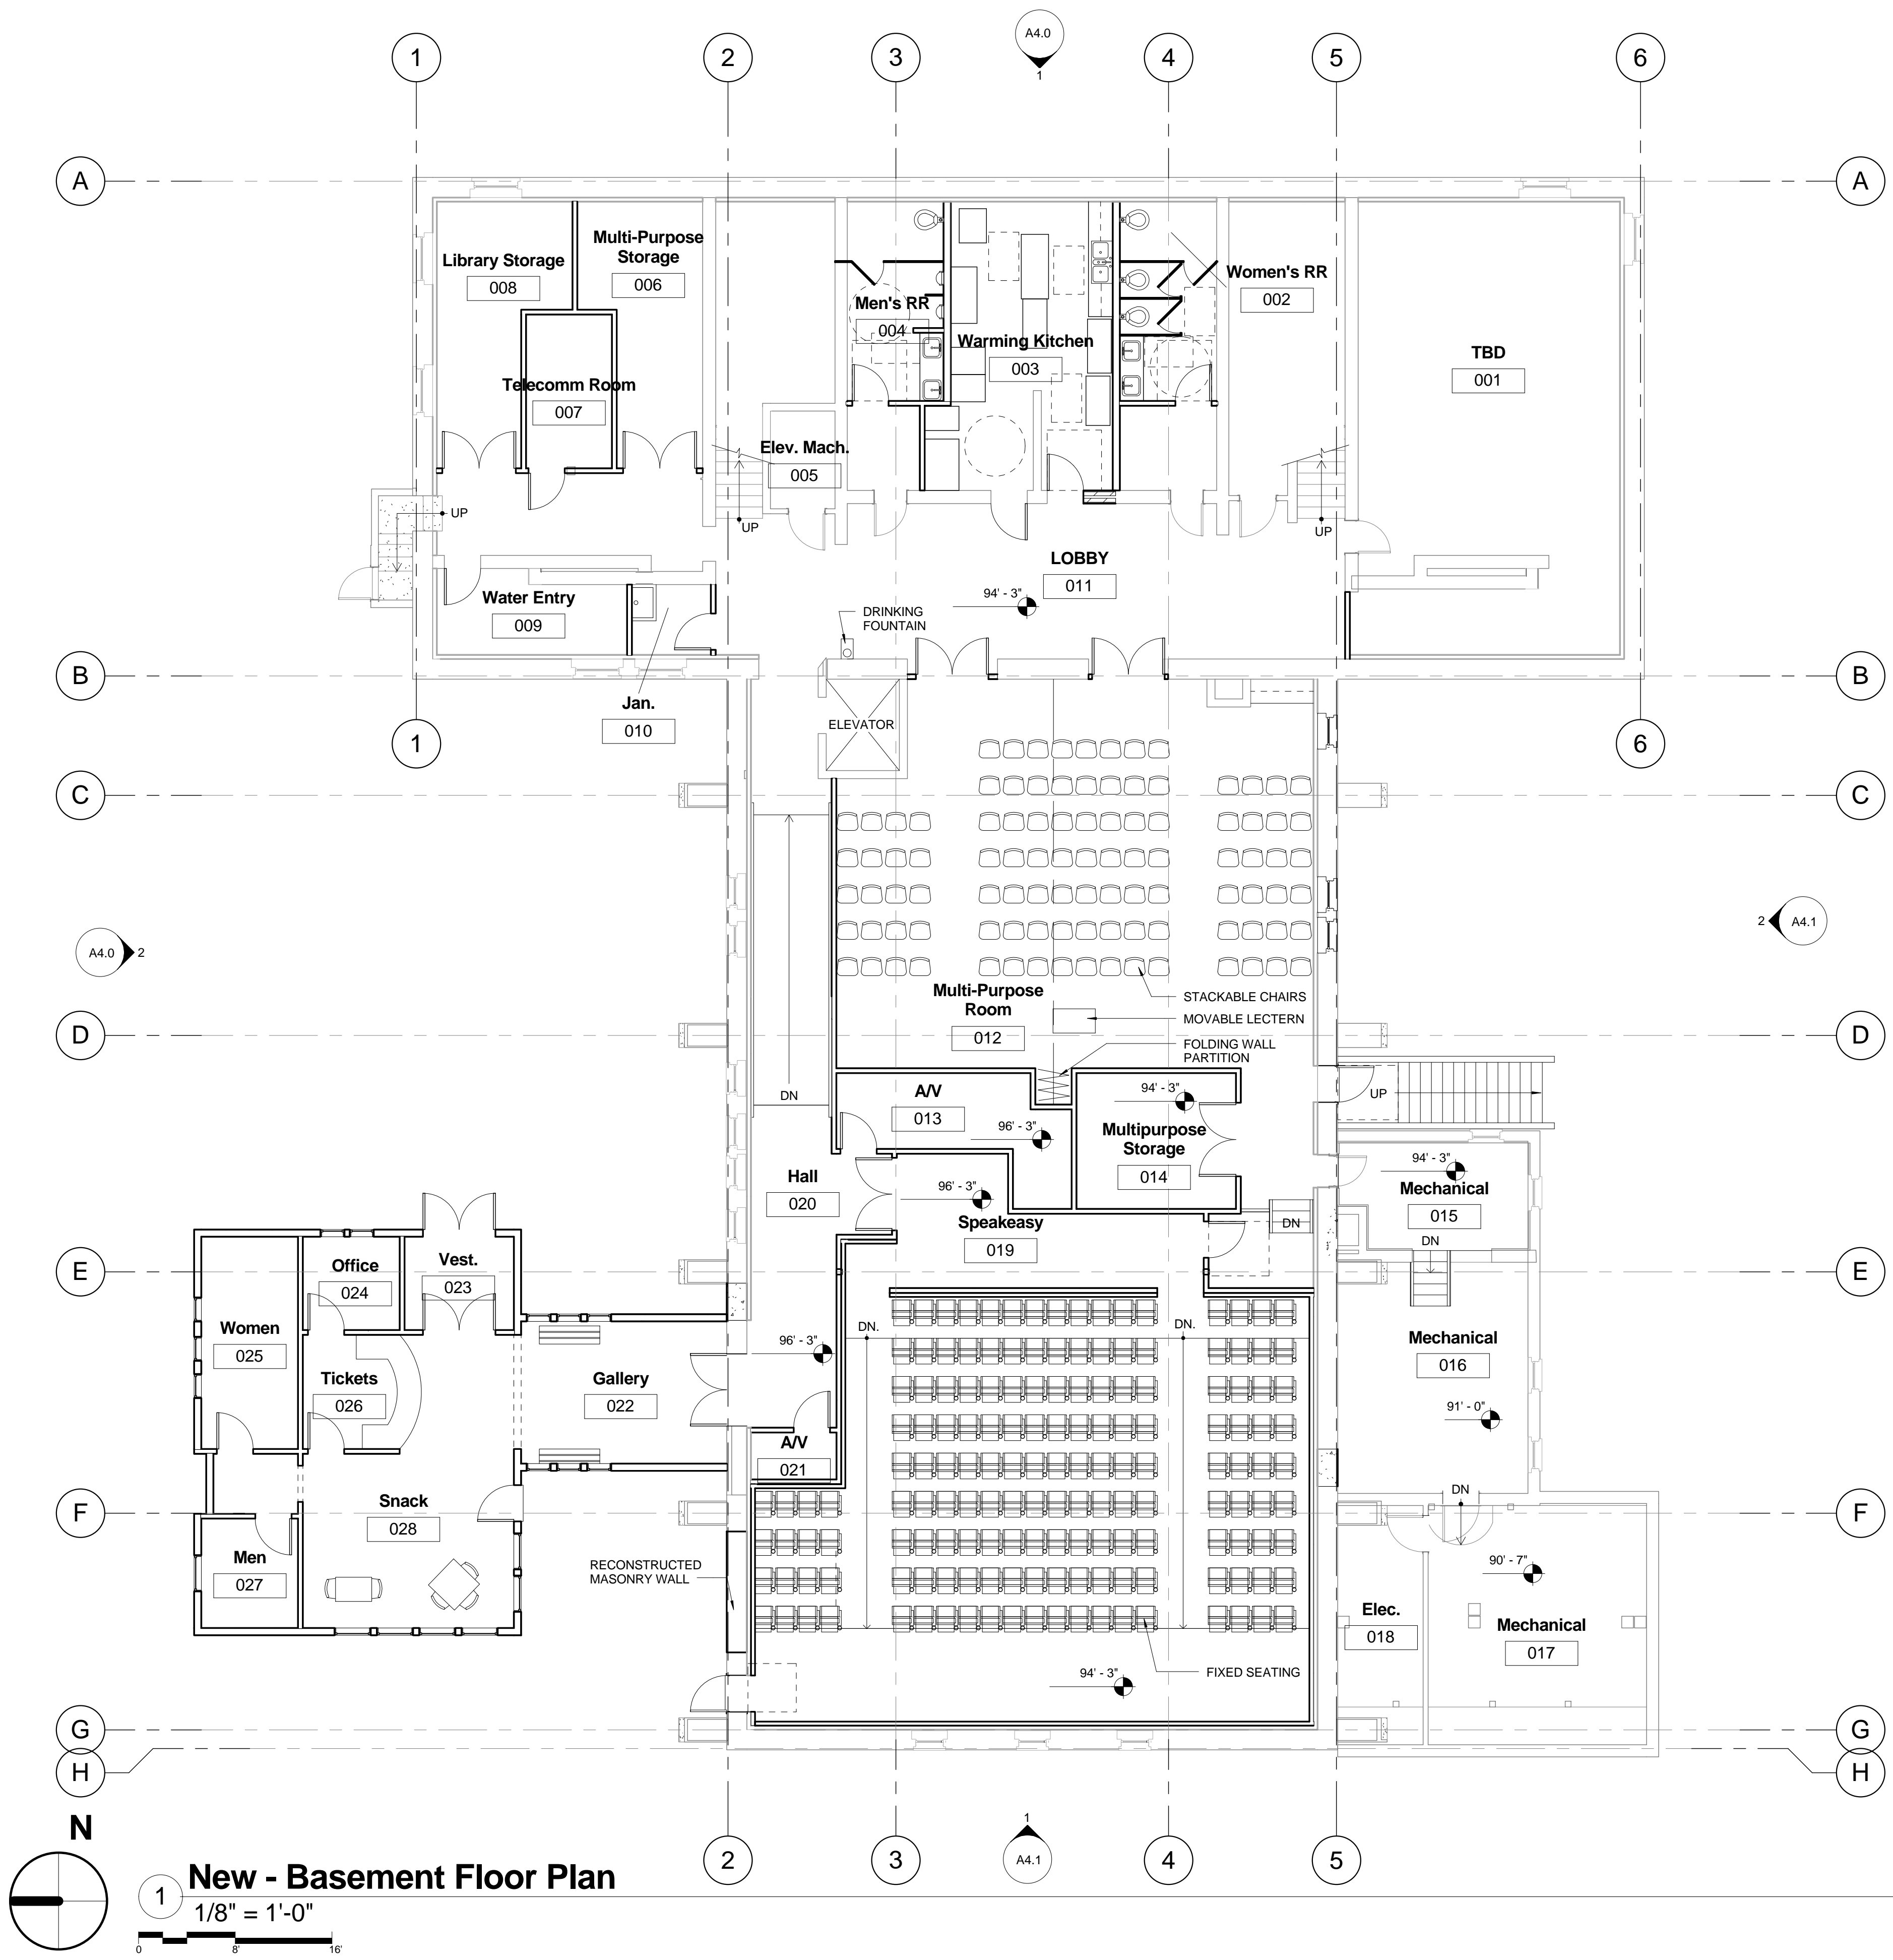 A4.0
1
1
2
3
4
5
6
A
A
Library Storage
008
Multi-Purpose
Storage
006
Men's RR
004
Warming Kitchen
003
Women's RR
002
TBD
001
Telecomm Room
007
Elev. Mach.
005
UP
UP
UP
LOBBY
011
94' - 3"
Water Entry
009
DRINKING
FOUNTAIN
B
B
Jan.
010
ELEVATOR
1
6
C
C
A4.0
2
2
A4.1
Multi-Purpose
Room
012
STACKABLE CHAIRS
MOVABLE LECTERN
FOLDING WALL
PARTITION
D
D
DN
A/V
013
96' - 3"
94' - 3"
Multipurpose
Storage
014
UP
94' - 3"
Mechanical
015
DN
Hall
020
96' - 3"
Speakeasy
019
DN
E
E
Office
024
Vest.
023
Women
025
Tickets
026
Gallery
022
96' - 3"
DN.
DN.
Mechanical
016
91' - 0"
A/V
021
DN
F
F
Snack
028
Men
027
RECONSTRUCTED
MASONRY WALL
90' - 7"
Elec.
018
Mechanical
017
94' - 3"
FIXED SEATING
G
G
H
H
N
1
A4.1
2
3
4
5
1
New - Basement Floor Plan
1/8" = 1'-0"
0
8'
16'